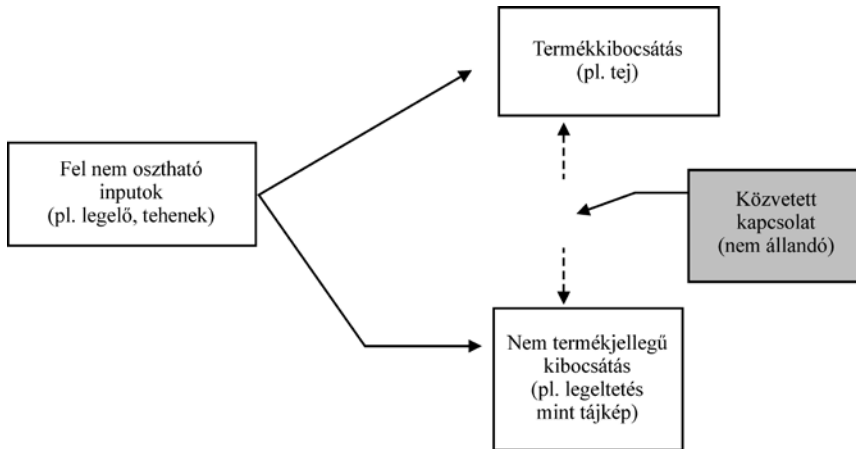 Termékkibocsátás
(pl. tej)
Fel nem osztható
inputok
(pl. legelő, tehenek)
Közvetett
kapcsolat
(nem állandó)
Nem termékjellegű
kibocsátás
(pl. legeltetés
mint tájkép)